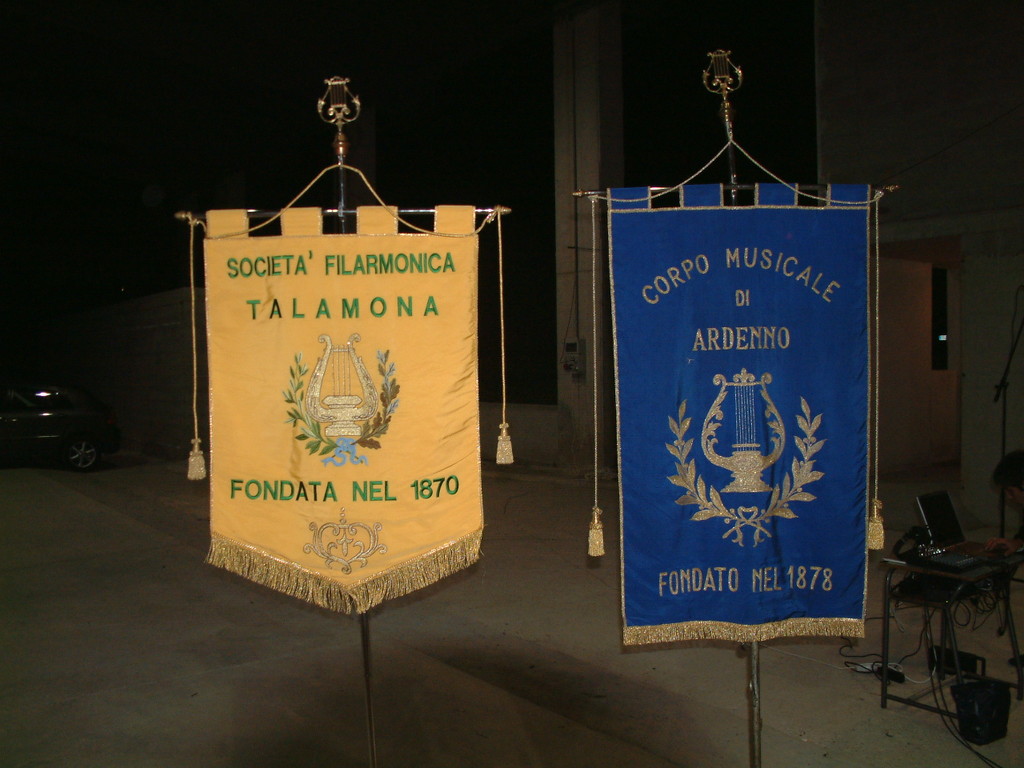 SOCIETA' FILARMONICA
TALAMONA
FONDATA NEL 1870
CORPO MUSICALE
DI
ARDENNO
FONDATO NEL 1878